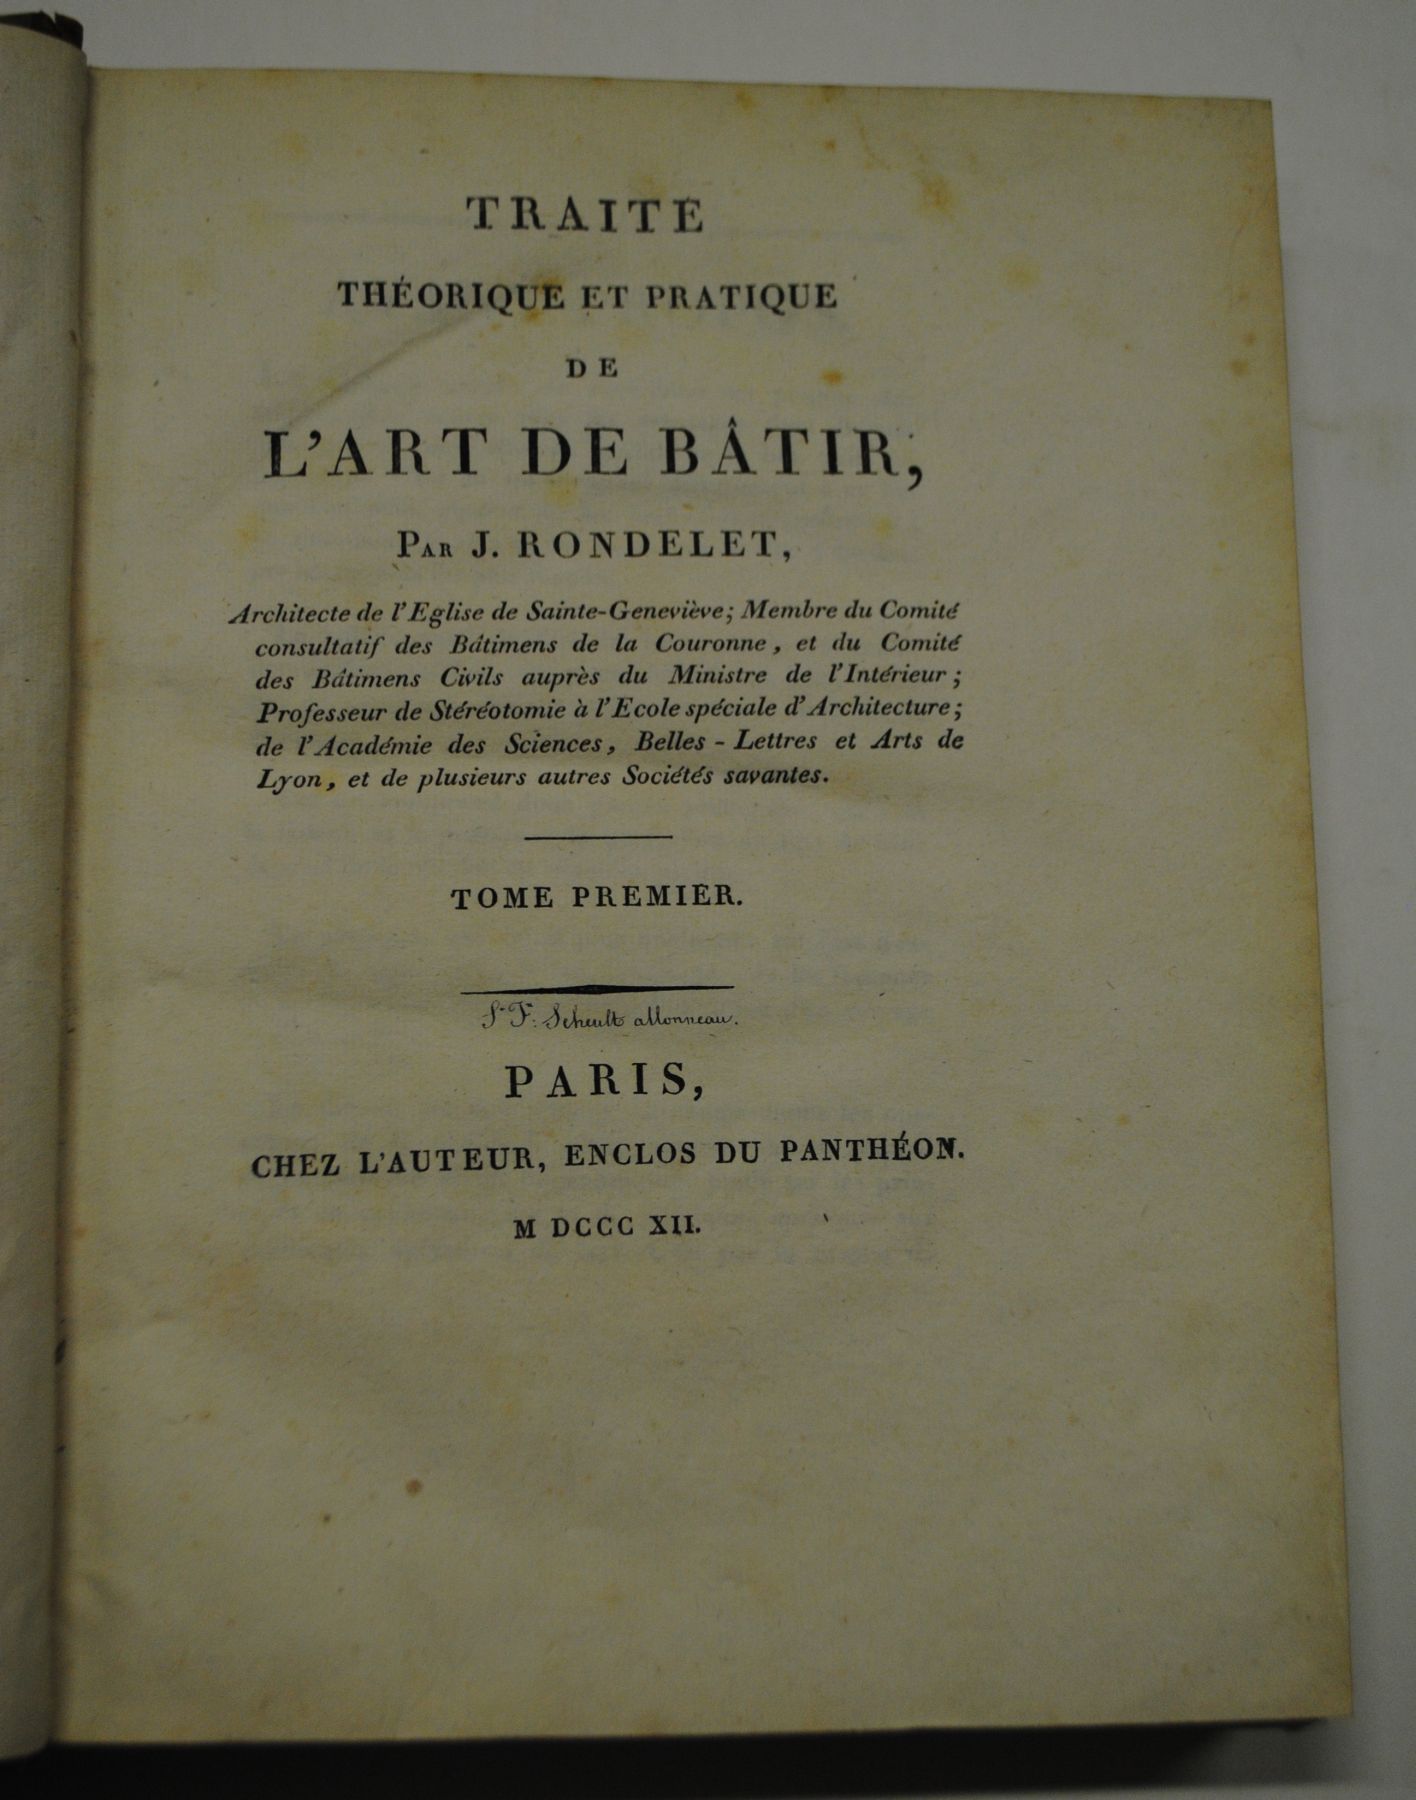 TRAITÉ
THÉORIQUE ET PRATIQUE
DE
L'ART DE BÂTIR,
PAR J. RONDELET,
Architecte de l'Eglise de Sainte-Geneviève; Membre du Comité
consultatif des Bâtimens de la Couronne, et du Comité
des Bâtimens Civils auprès du Ministre de l'Intérieur;
Professeur de Stéréotomie à l'Ecole spéciale d'Architecture;
de l'Académie des Sciences, Belles-Lettres et Arts de
Lyon, et de plusieurs autres Sociétés savantes.
TOME PREMIER.
Scheult
PARIS,
CHEZ L'AUTEUR, ENCLOS DU PANTHÉON.
M DCCC XII.